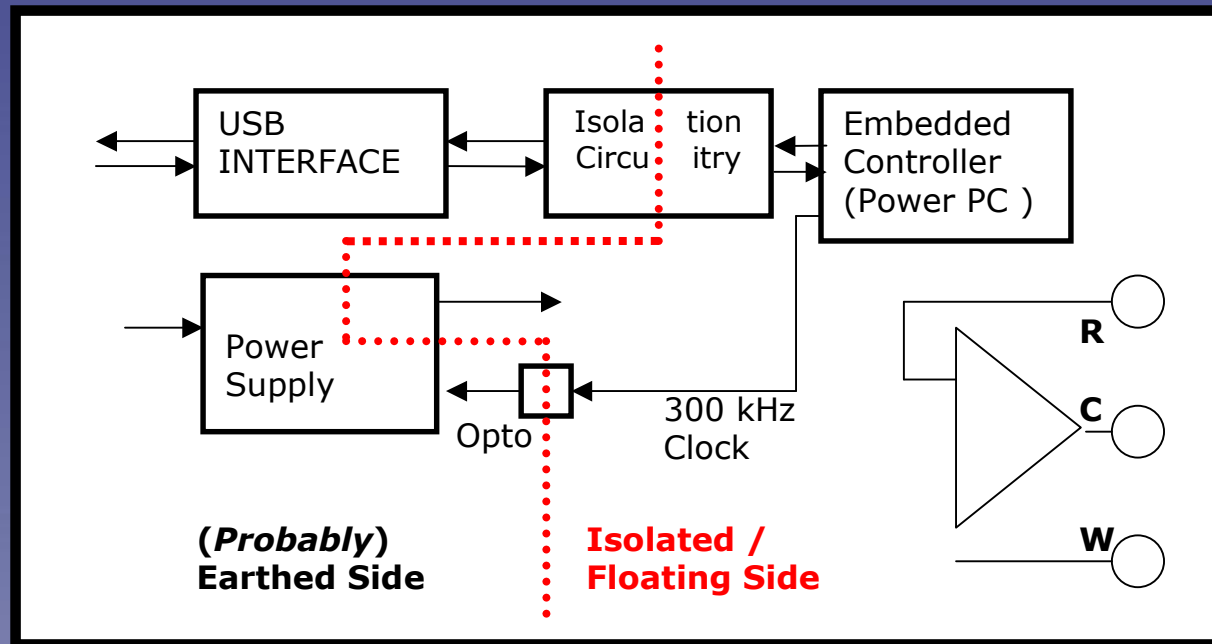 USB
INTERFACE
Isola tion
Circu itry
Embedded
Controller
(Power PC )
Power
Supply
Opto
300 kHz
Clock
R
C
W
(Probably)
Earthed Side
Isolated /
Floating Side